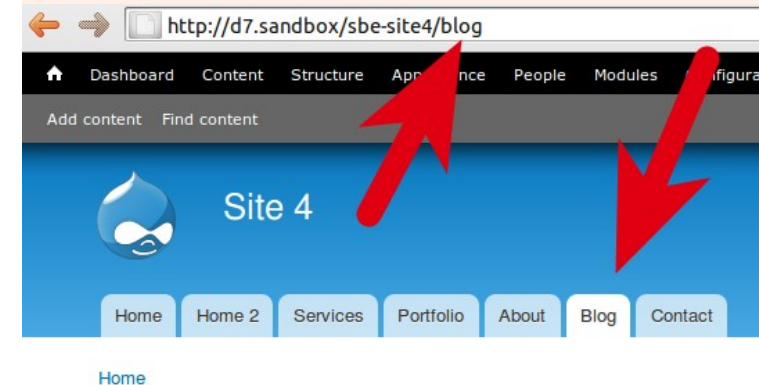 http://d7.sandbox/sbe-site4/blog
Dashboard Content Structure People Modules
Add content Find content
Site 4
Home Home 2 Services Portfolio About Blog Contact
Home